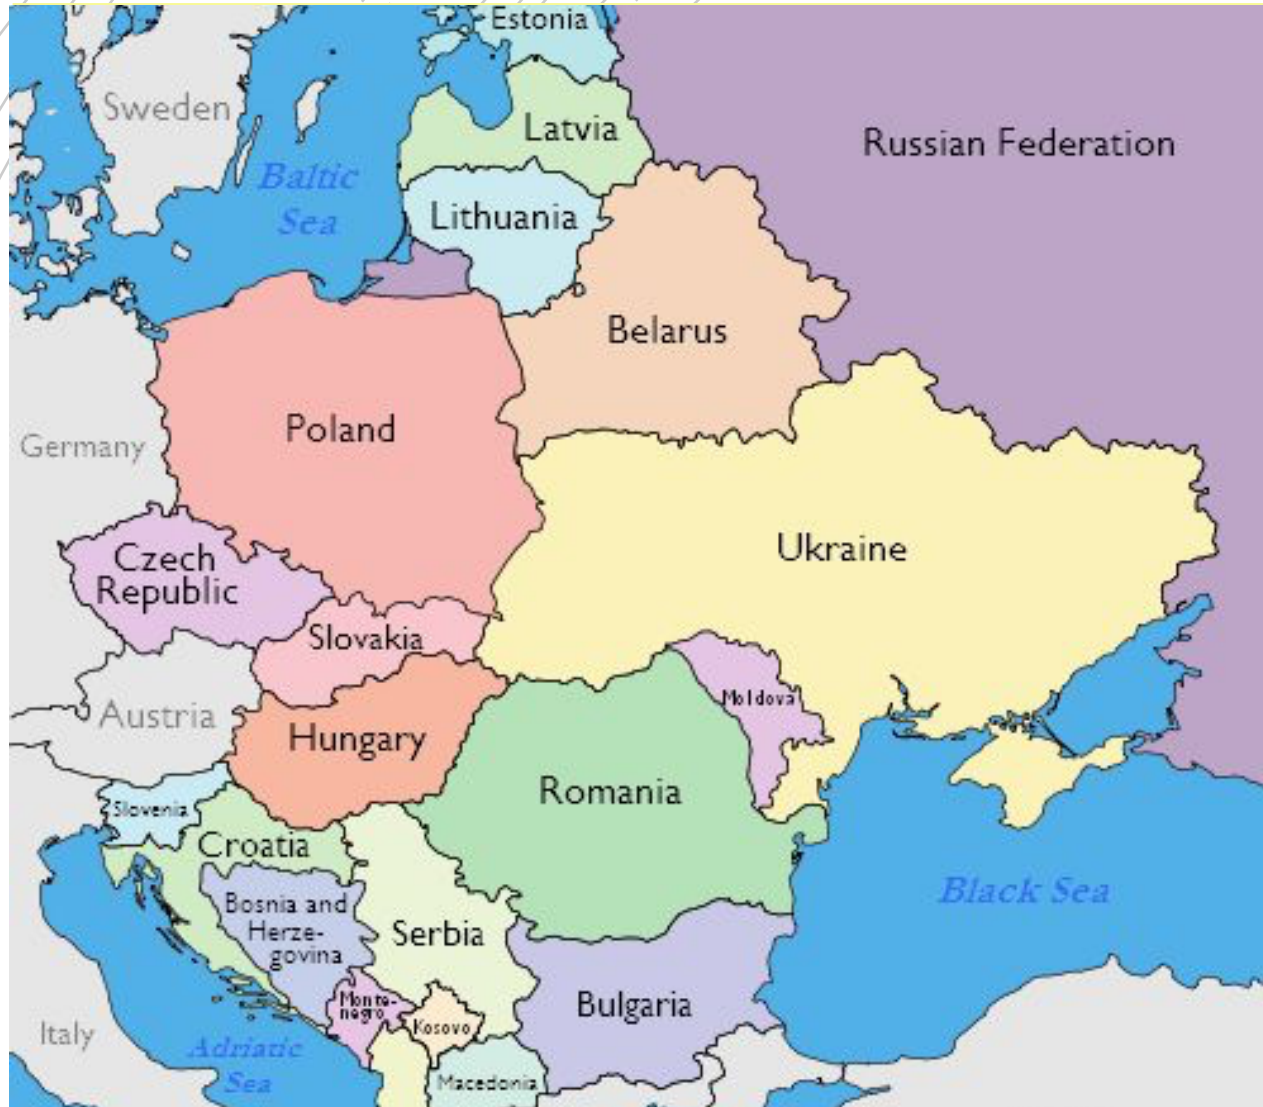 Estonia
Sweden
Latvia
Russian Federation
Baltic
Sea
Lithuania
Belarus
Poland
Germany
Ukraine
Czech
Republic
Slovakia
Moldova
Austria
Hungary
Romania
Slovenia
Croatia
Black Sea
Bosnia and
Herze-
govina
Serbia
Monte-
negro
Bulgaria
Kosovo
Italy
Adriatic
Sea
Macedonia